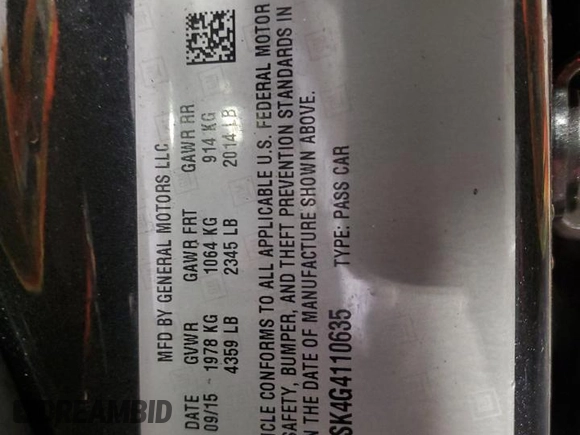 MFD BY GENERAL MOTORS LLC
DATE GVWR GAWR FRT GAWR RR
09/15 1978 KG 1064 KG 914 KG
4359 LB 2345 LB 2014 LB
ICLE CONFORMS TO ALL APPLICABLE U.S. FEDERAL MOTOR
SAFETY, BUMPER, AND THEFT PREVENTION STANDARDS IN
N THE DATE OF MANUFACTURE SHOWN ABOVE.
SK4G4110635 TYPE: PASS CAR
DREAMBID